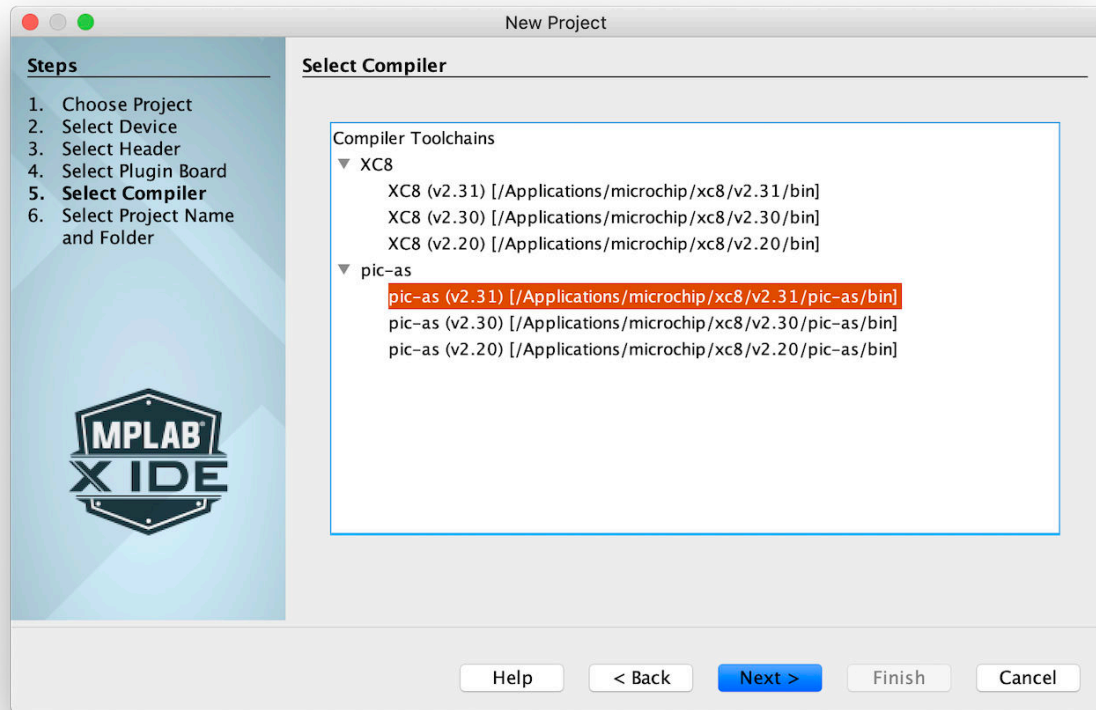 New Project
Steps
1. Choose Project
2. Select Device
3. Select Header
4. Select Plugin Board
5. Select Compiler
6. Select Project Name
and Folder
MPLAB®
X IDE
Select Compiler
Compiler Toolchains
XC8
XC8 (v2.31) [/Applications/microchip/xc8/v2.31/bin]
XC8 (v2.30) [/Applications/microchip/xc8/v2.30/bin]
XC8 (v2.20) [/Applications/microchip/xc8/v2.20/bin]
pic-as
pic-as (v2.31) [/Applications/microchip/xc8/v2.31/pic-as/bin]
pic-as (v2.30) [/Applications/microchip/xc8/v2.30/pic-as/bin]
pic-as (v2.20) [/Applications/microchip/xc8/v2.20/pic-as/bin]
Help < Back Next > Finish Cancel